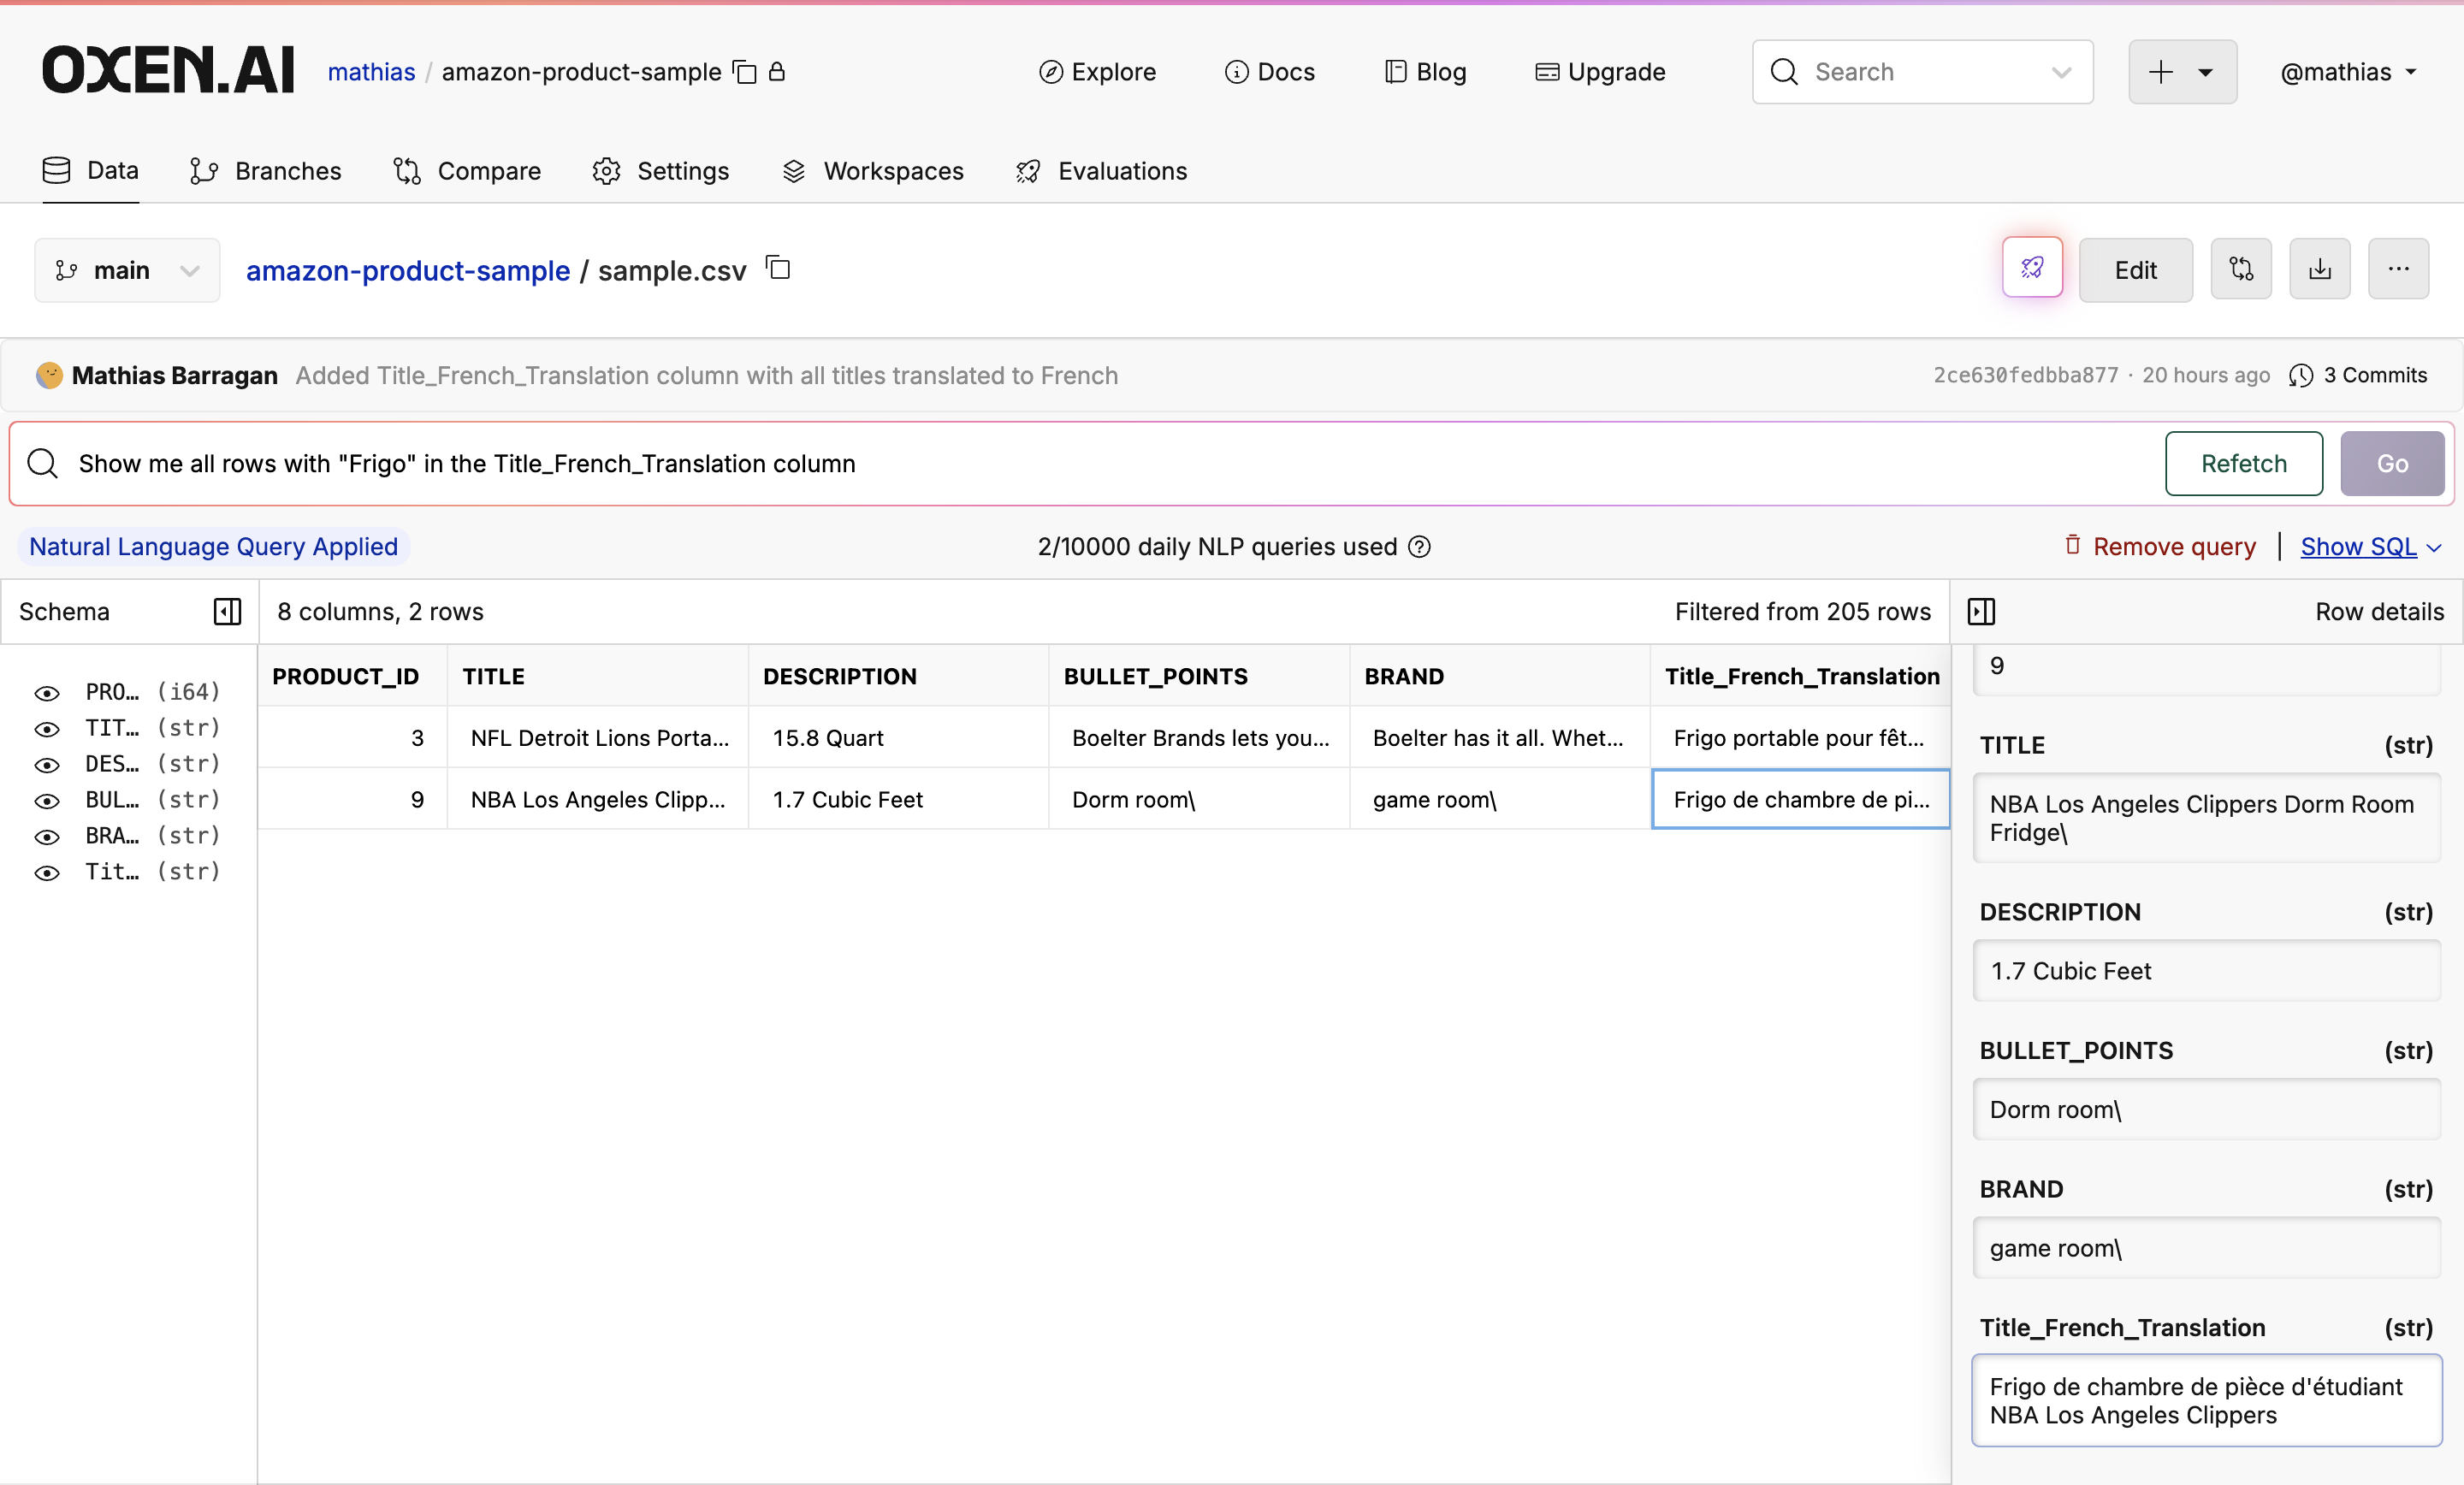 OXEN.AI mathias / amazon-product-sample Explore Docs Blog Upgrade Search @mathias
Data Branches Compare Settings Workspaces Evaluations
main amazon-product-sample / sample.csv Edit
Mathias Barragan Added Title_French_Translation column with all titles translated to French 2ce630fedbba877 · 20 hours ago 3 Commits
Show me all rows with "Frigo" in the Title_French_Translation column Refetch Go
Natural Language Query Applied 2/10000 daily NLP queries used Remove query | Show SQL
Schema 8 columns, 2 rows Filtered from 205 rows Row details
PRO... (i64)
TIT... (str)
DES... (str)
BUL... (str)
BRA... (str)
Tit... (str)
PRODUCT_ID TITLE DESCRIPTION BULLET_POINTS BRAND Title_French_Translation
3 NFL Detroit Lions Porta... 15.8 Quart Boelter Brands lets you... Boelter has it all. Whet... Frigo portable pour fêt...
9 NBA Los Angeles Clipp... 1.7 Cubic Feet Dorm room\ game room\ Frigo de chambre de pi...
9
TITLE (str)
NBA Los Angeles Clippers Dorm Room
Fridge\
DESCRIPTION (str)
1.7 Cubic Feet
BULLET_POINTS (str)
Dorm room\
BRAND (str)
game room\
Title_French_Translation (str)
Frigo de chambre de pièce d'étudiant
NBA Los Angeles Clippers